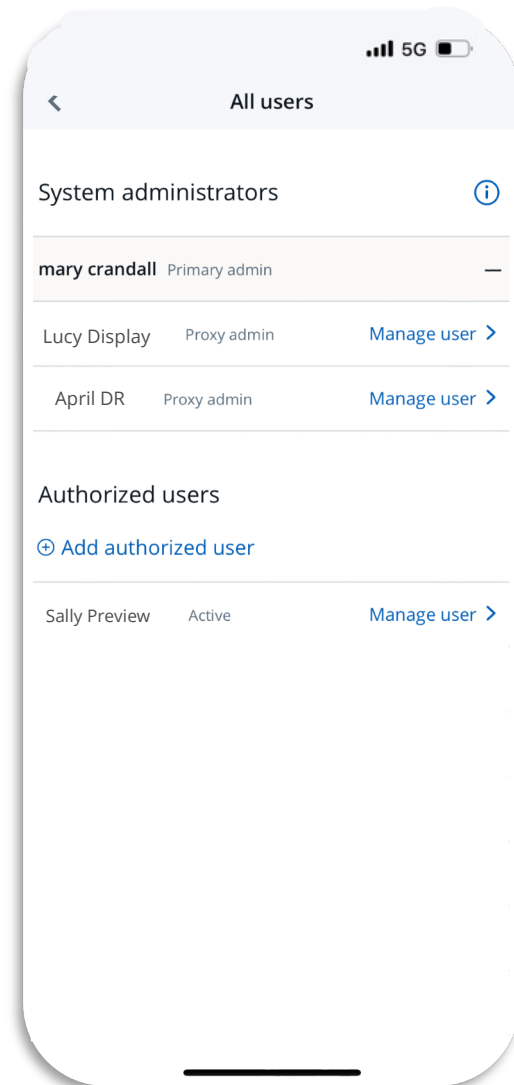 5G
All users
System administrators
mary crandall Primary admin —
Lucy Display Proxy admin Manage user >
April DR Proxy admin Manage user >
Authorized users
⊕ Add authorized user
Sally Preview Active Manage user >